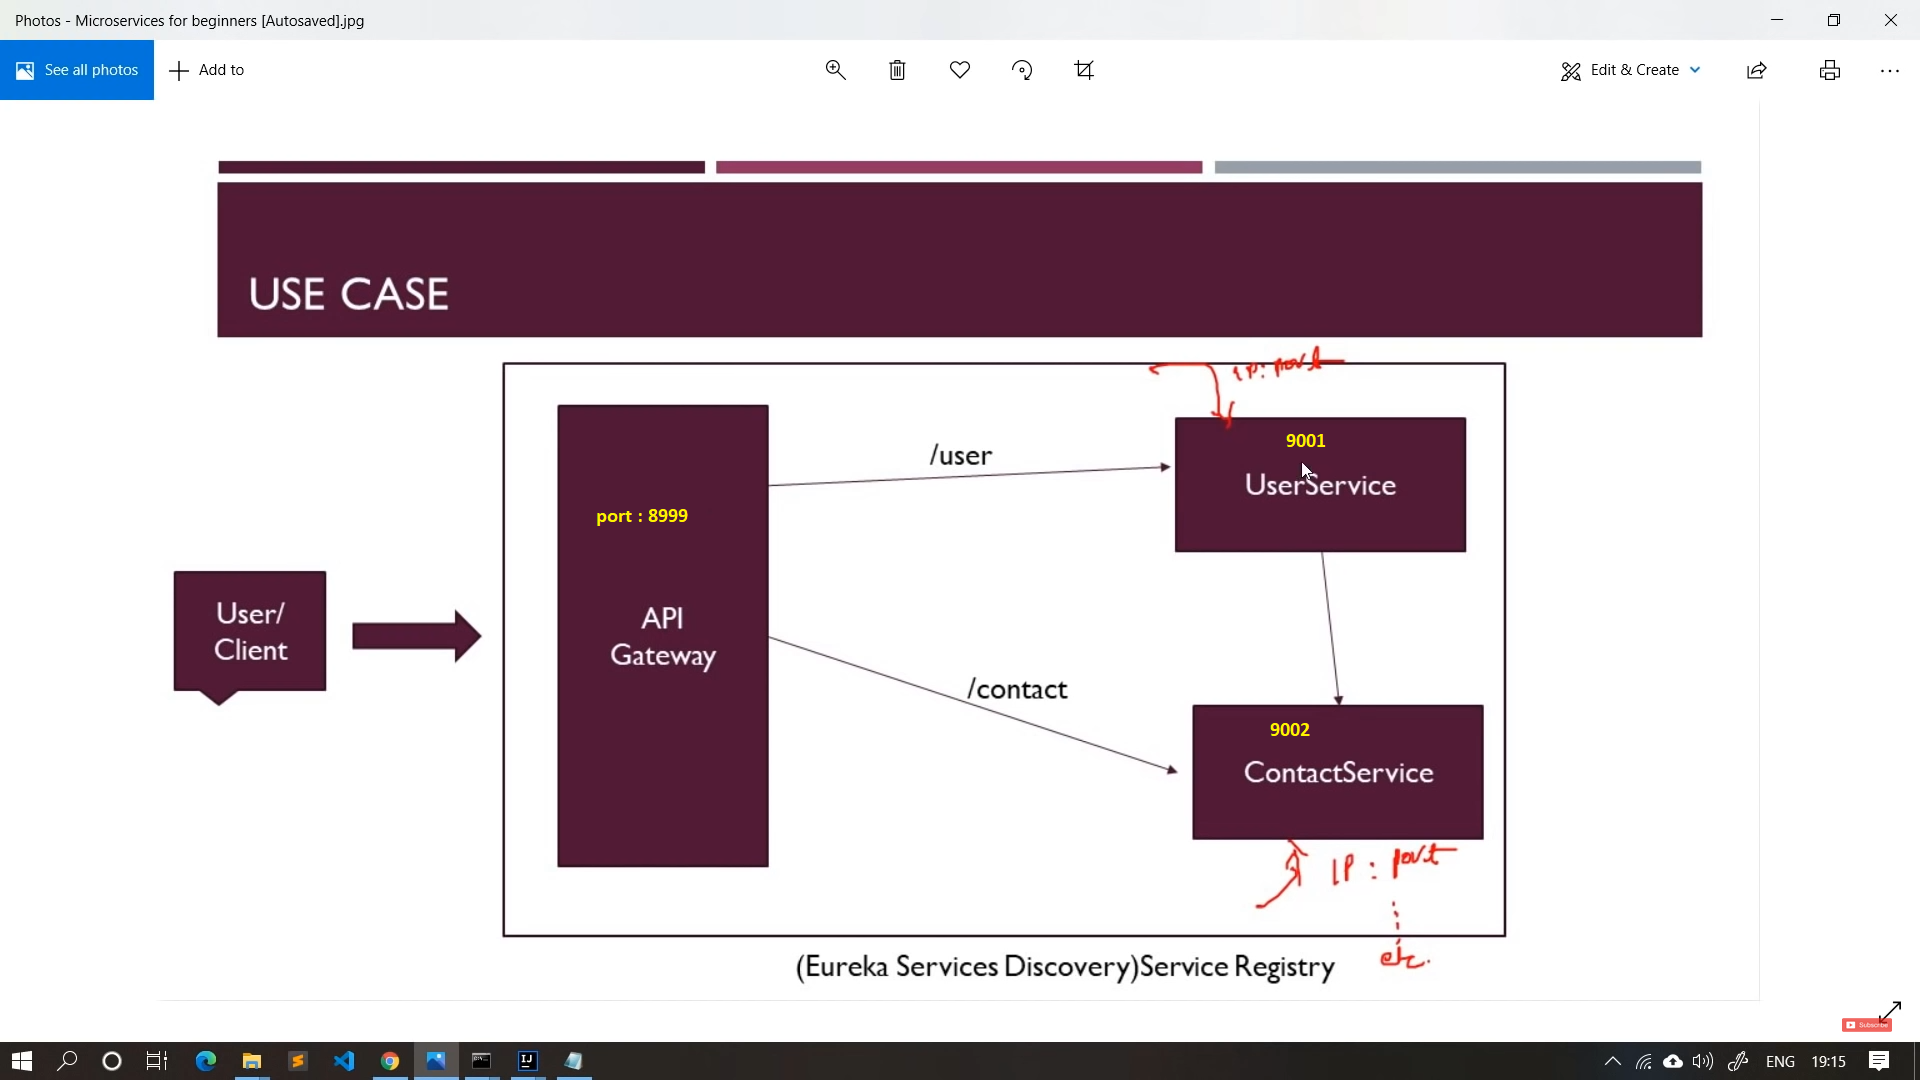 Photos - Microservices for beginners [Autosaved].jpg
See all photos
Add to
Edit & Create
USE CASE
IP: port
9001
/user
UserService
port : 8999
User/
Client
API
Gateway
/contact
9002
ContactService
IP : port
etc.
(Eureka Services Discovery)Service Registry
Subscribe
IJ
ENG
19:15